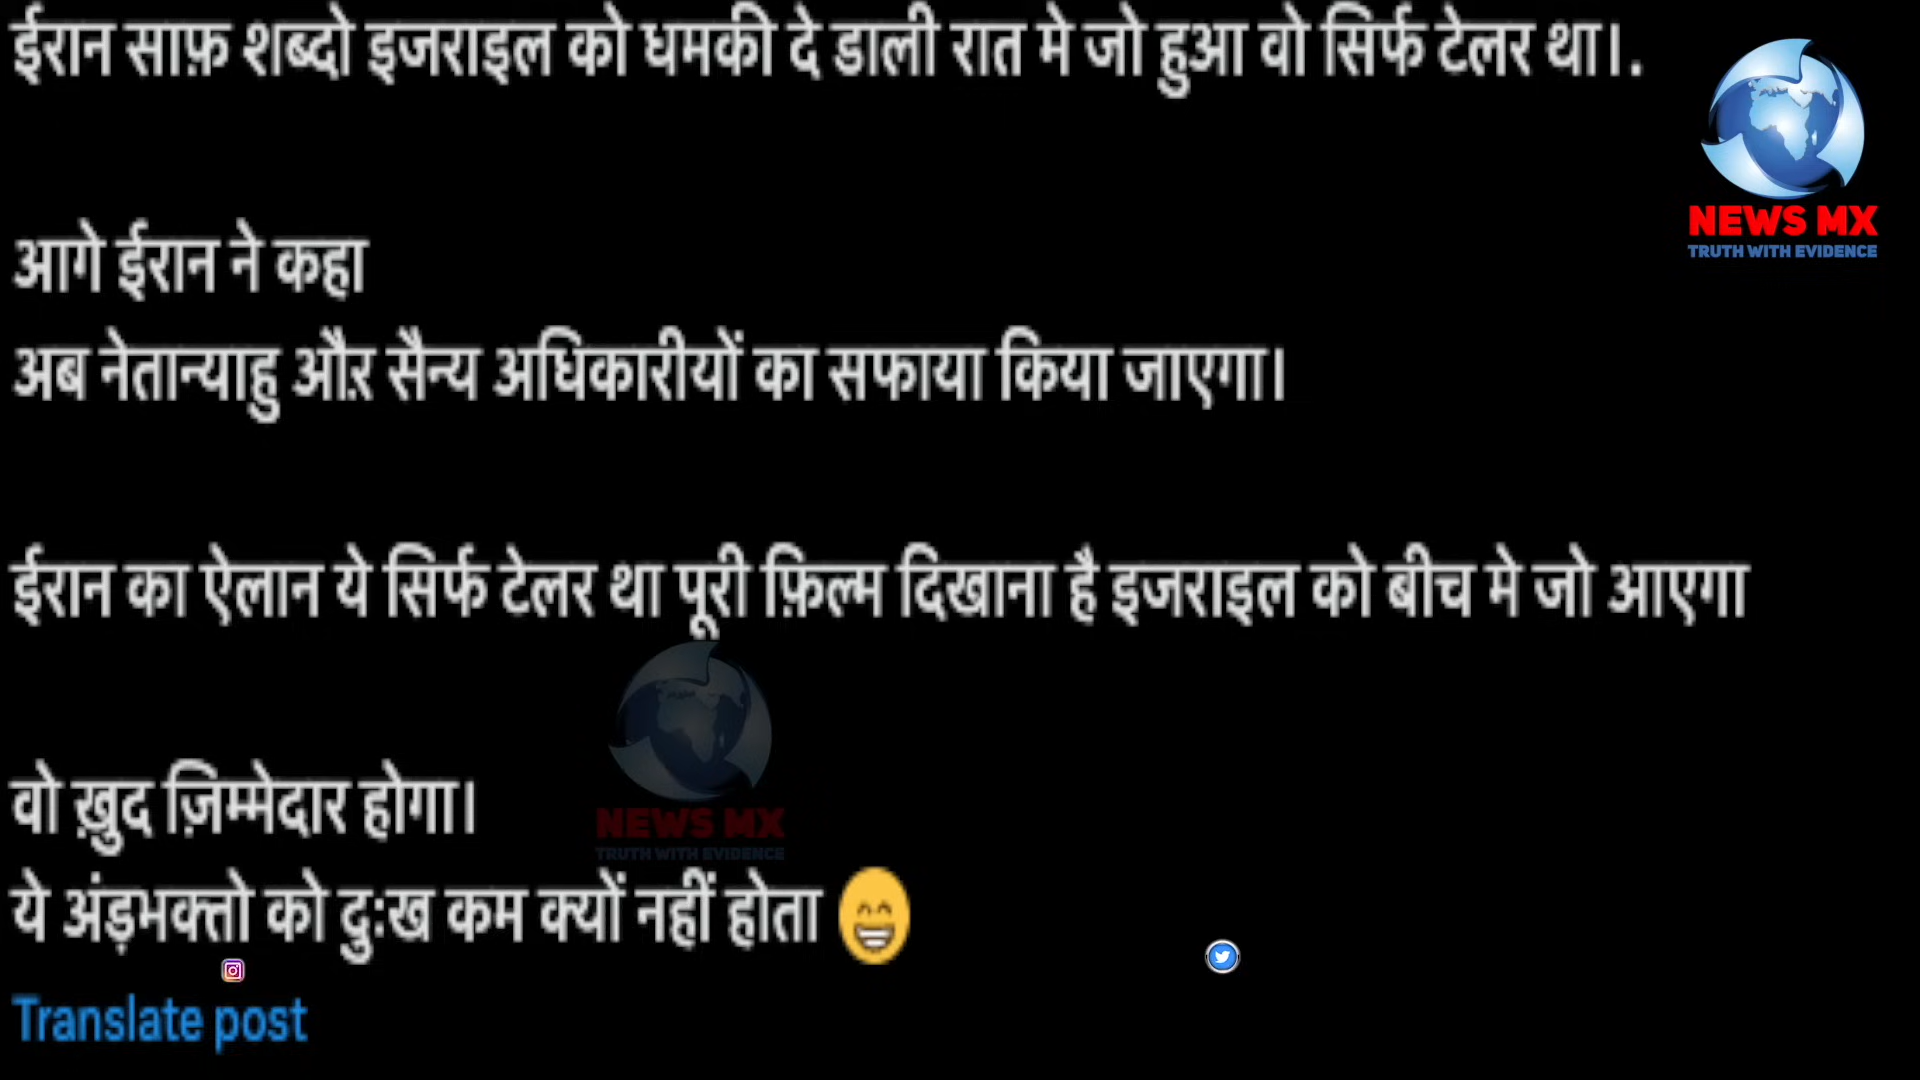 ईरान साफ़ शब्दो इजराइल को धमकी दे डाली रात मे जो हुआ वो सिर्फ टेलर था।.
NEWS MX
TRUTH WITH EVIDENCE
आगे ईरान ने कहा
अब नेतान्याहु औऱ सैन्य अधिकारीयों का सफाया किया जाएगा।
ईरान का ऐलान ये सिर्फ टेलर था पूरी फ़िल्म दिखाना है इजराइल को बीच मे जो आएगा
वो ख़ुद ज़िम्मेदार होगा।
NEWS MX
TRUTH WITH EVIDENCE
ये अंड़भक्तो को दुःख कम क्यों नहीं होता 😁
Translate post